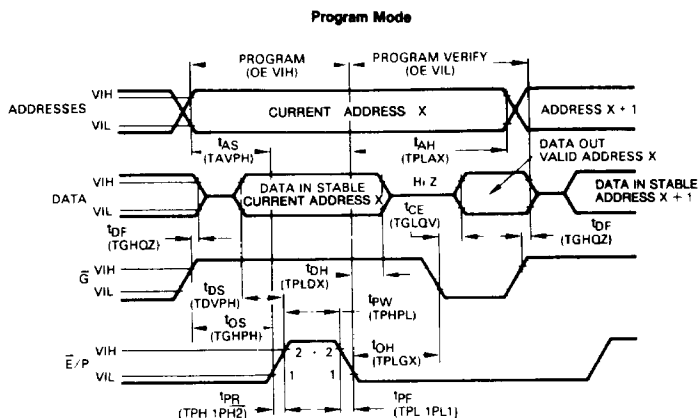 Program Mode
PROGRAM
(OE VIH)
PROGRAM VERIFY
(OE VIL)
ADDRESSES
VIH
VIL
CURRENT ADDRESS X
ADDRESS X + 1
tAS
(TAVPH)
tAH
(TPLAX)
DATA OUT
VALID ADDRESS X
DATA
VIH
VIL
DATA IN STABLE
CURRENT ADDRESS X
Hi Z
DATA IN STABLE
ADDRESS X + 1
tDF
(TGHQZ)
tCE
(TGLQV)
tDF
(TGHQZ)
G
VIH
VIL
tDS
(TDVPH)
tDH
(TPLDX)
tPW
(TPHPL)
tOS
(TGHPH)
tOH
(TPLGX)
E/P
VIH
VIL
2 - 2
1 1
tPR
(TPH 1PH2)
tPF
(TPL 1PL1)